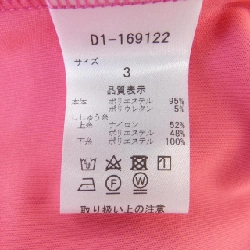 D1-169122
サイズ
3
品質表示
本体 ポリエステル 95%
ポリウレタン 5%
ししゅう糸
上糸 ナイロン 52%
ポリエステル 48%
下糸 ポリエステル 100%
取り扱い上の注意